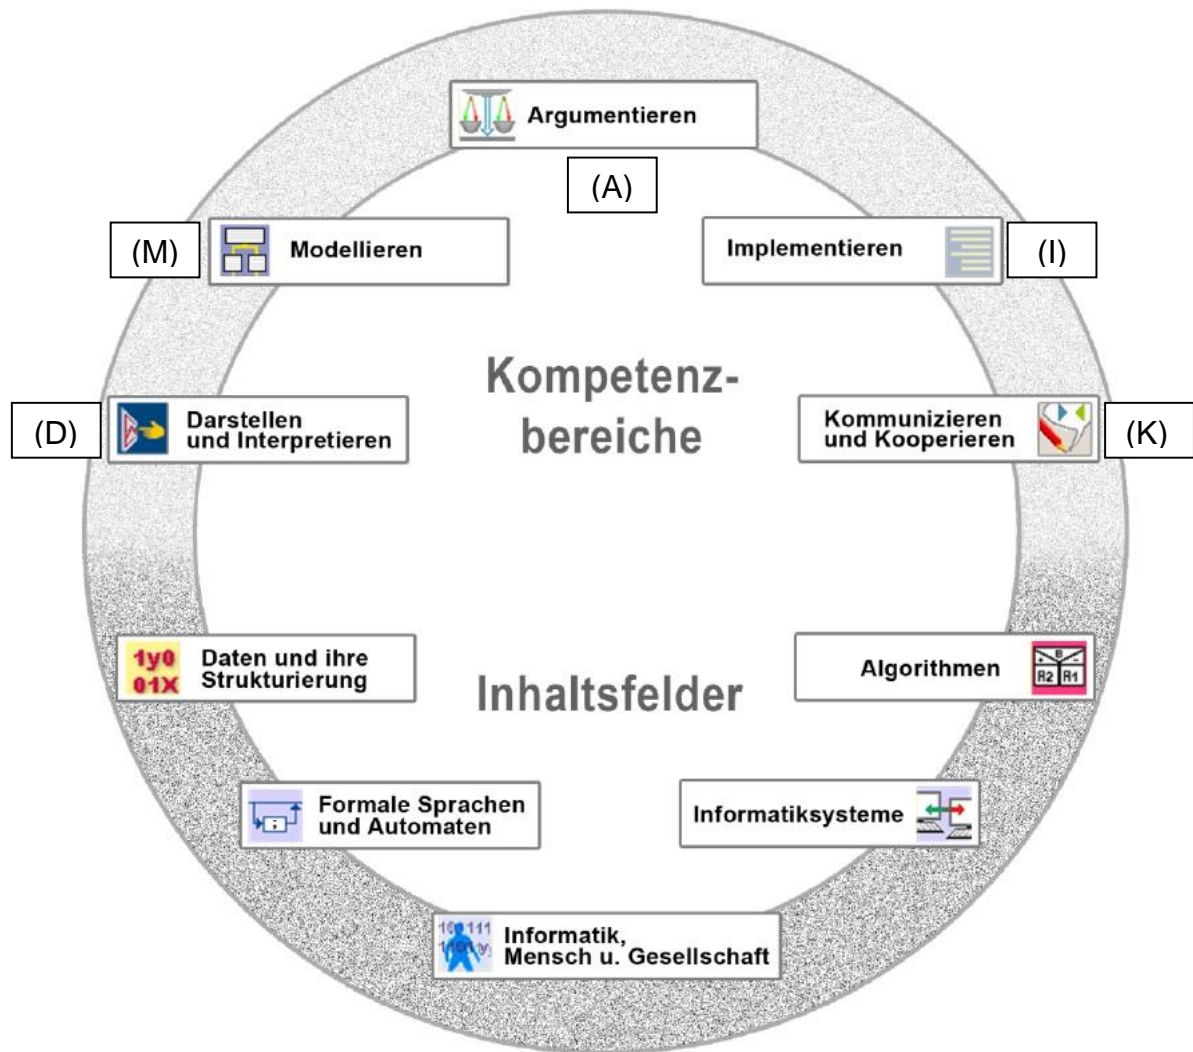 Argumentieren
(A)
(M)
Modellieren
Implementieren
(I)
Kompetenz-
bereiche
(D)
Darstellen
und Interpretieren
Kommunizieren
und Kooperieren
(K)
1y0
01X
Daten und ihre
Strukturierung
Inhaltsfelder
Algorithmen
B
+ -
R2 R1
;
Formale Sprachen
und Automaten
Informatiksysteme
Informatik,
Mensch u. Gesellschaft